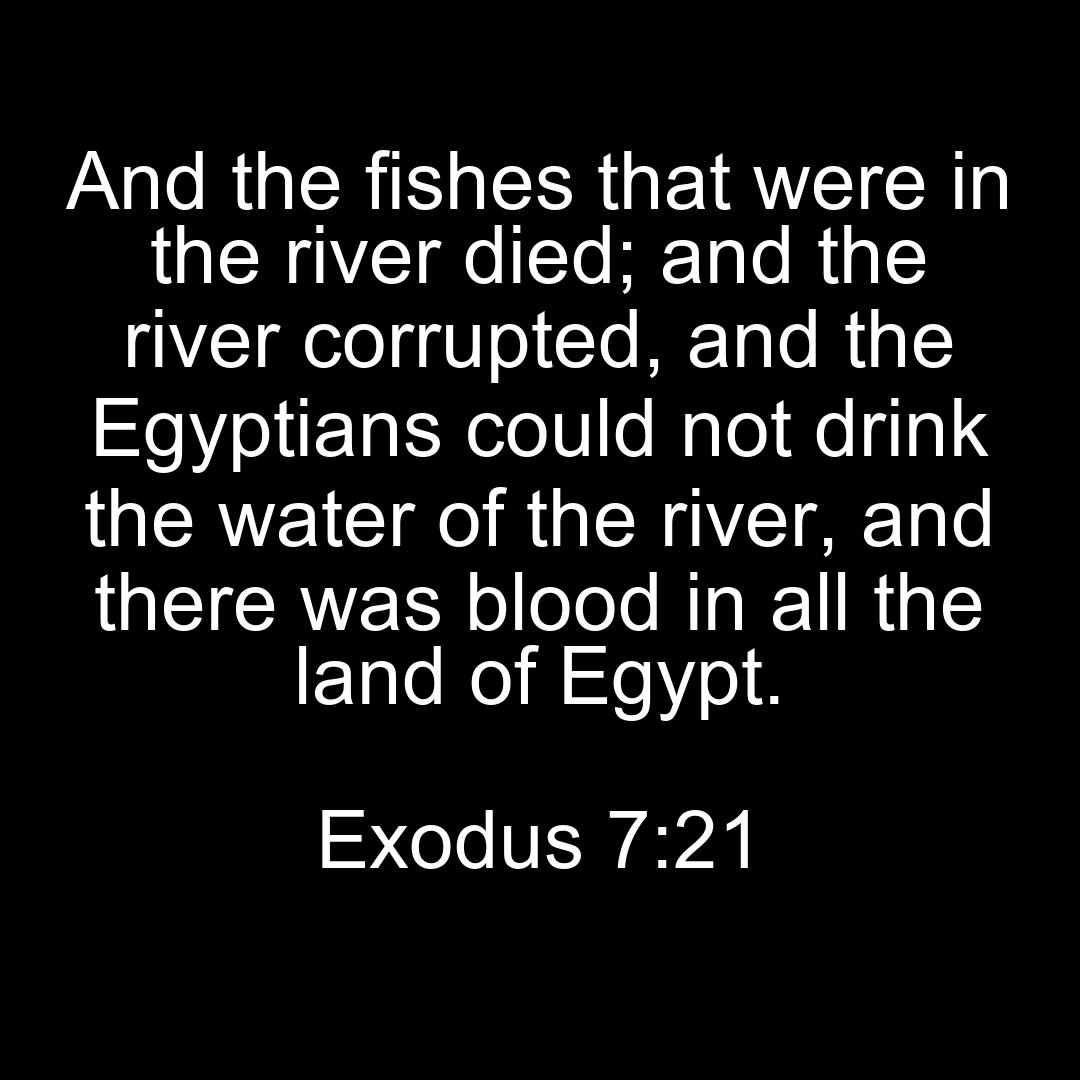 And the fishes that were in
the river died; and the
river corrupted, and the
Egyptians could not drink
the water of the river, and
there was blood in all the
land of Egypt.
Exodus 7:21